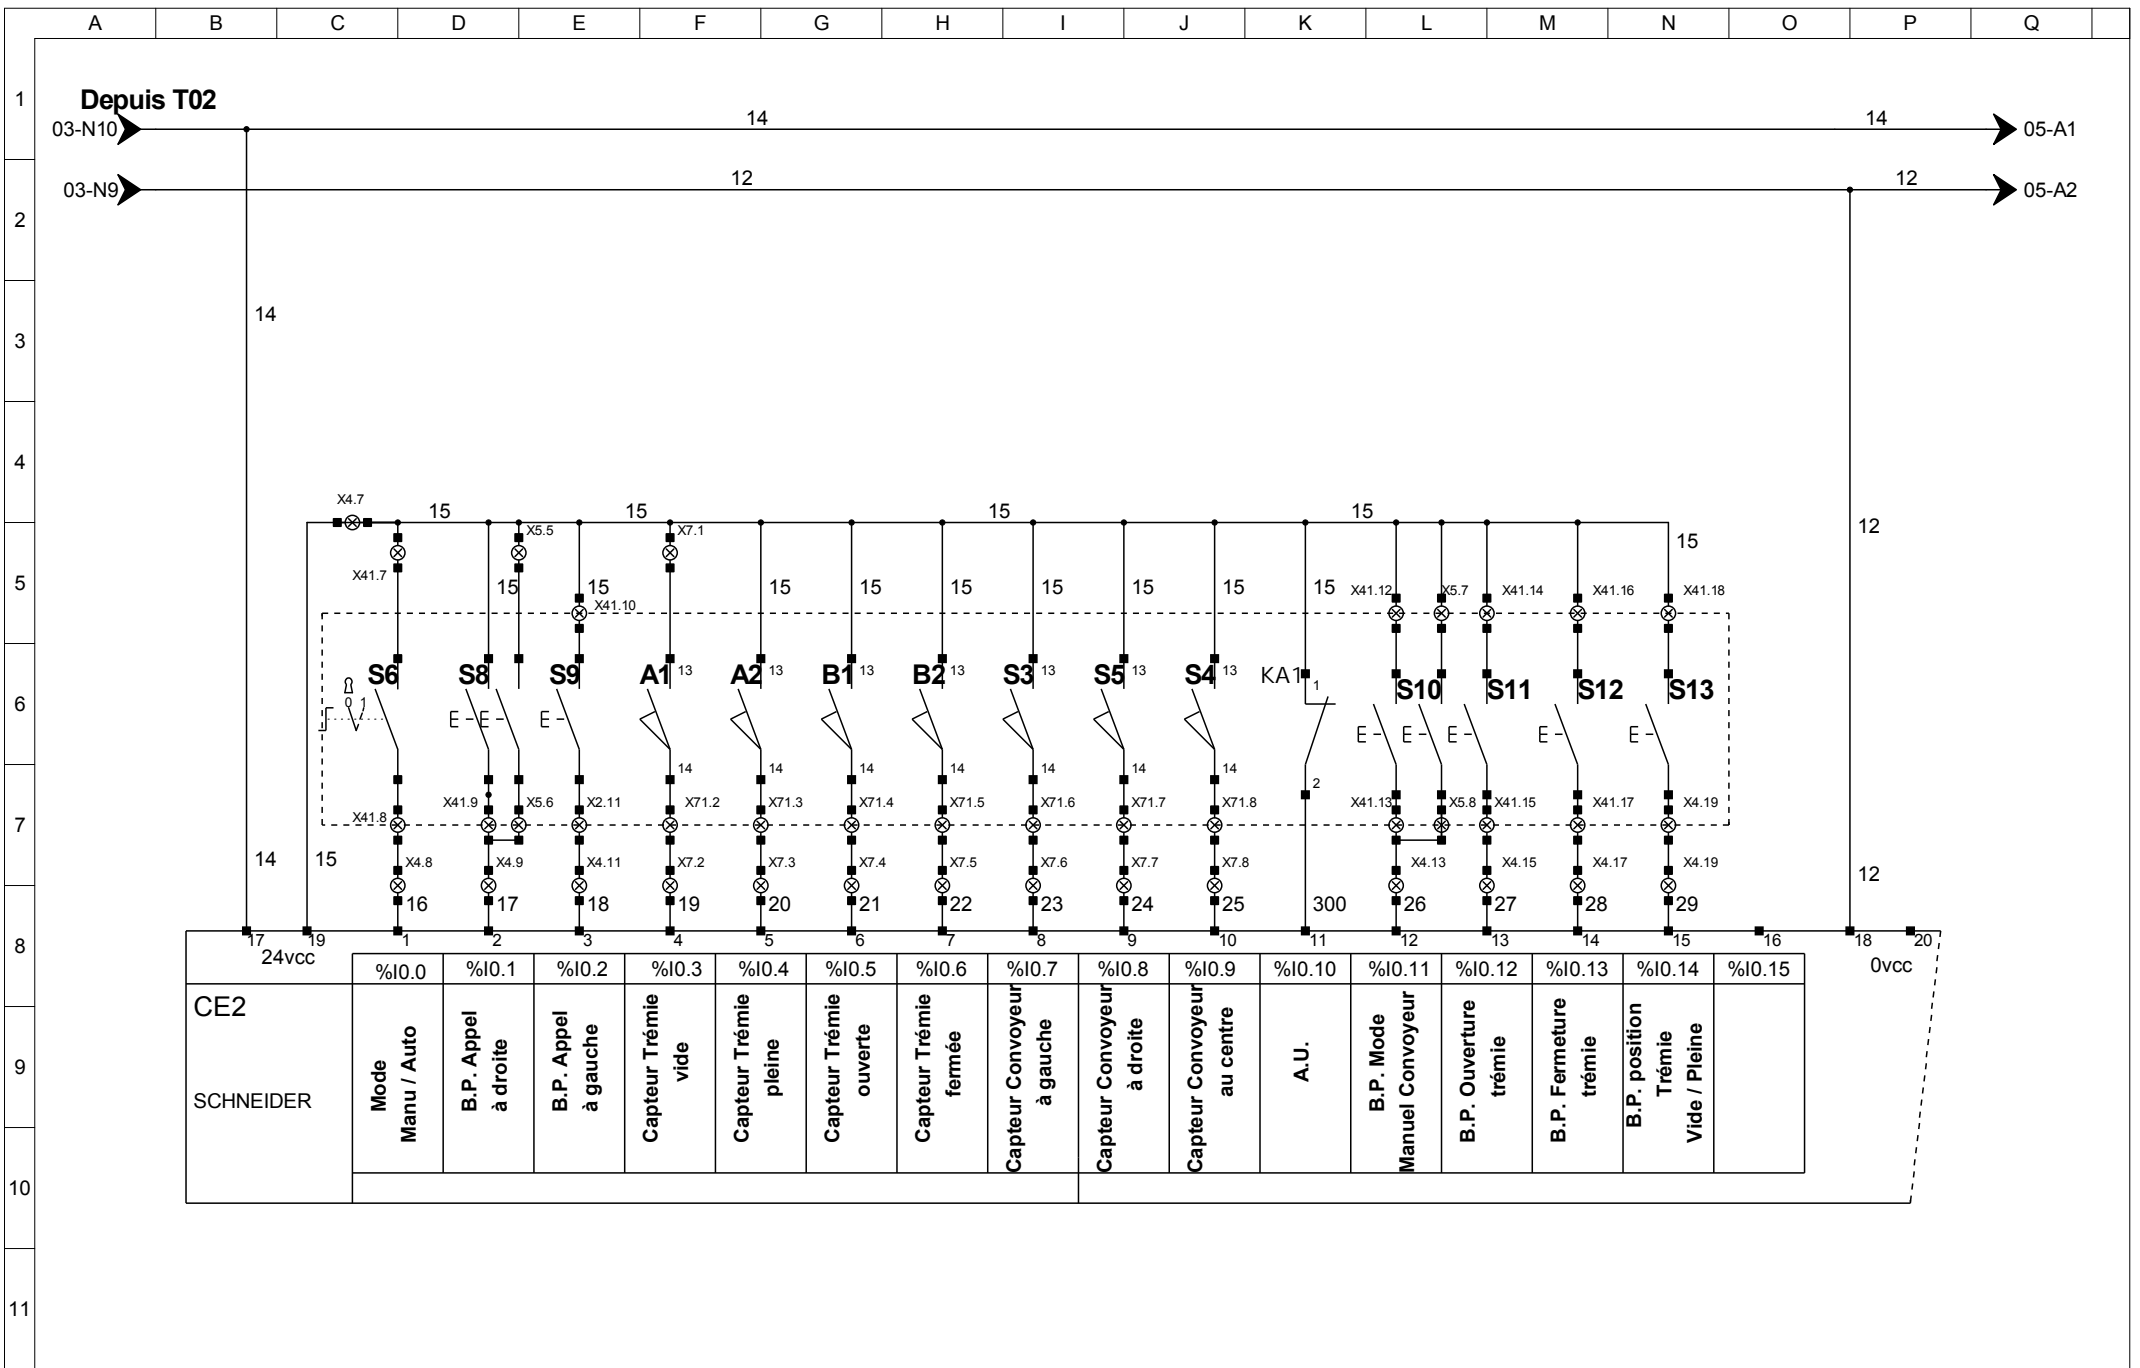 A B C D E F G H I J K L M N O P Q
1
Depuis T02
03-N10 14 14 05-A1
03-N9 12 12 05-A2
2
14
3
4
X4.7 15 15 15 15 12
X5.5 X7.1 15
5
X41.7 15 15 15 15 15 15 15 15 X41.12 X5.7 X41.14 X41.16 X41.18
X41.10
S6 S8 S9 A1 13 A2 13 B1 13 B2 13 S3 13 S5 13 S4 13 KA1 1 S10 S11 S12 S13
6
0 1
E E E E E E E E
14 14 14 14 14 14 14 2
X41.9 X5.6 X2.11 X71.2 X71.3 X71.4 X71.5 X71.6 X71.7 X71.8 X41.13 X5.8 X41.15 X41.17 X4.19
7
X41.8
14 15 X4.8 X4.9 X4.11 X7.2 X7.3 X7.4 X7.5 X7.6 X7.7 X7.8 X4.13 X4.15 X4.17 X4.19 12
16 17 18 19 20 21 22 23 24 25 300 26 27 28 29
8
17 19 1 2 3 4 5 6 7 8 9 10 11 12 13 14 15 16 18 20
24vcc 0vcc
%I0.0 %I0.1 %I0.2 %I0.3 %I0.4 %I0.5 %I0.6 %I0.7 %I0.8 %I0.9 %I0.10 %I0.11 %I0.12 %I0.13 %I0.14 %I0.15
CE2
SCHNEIDER
9
Mode
Manu / Auto
B.P. Appel
à droite
B.P. Appel
à gauche
Capteur Trémie
vide
Capteur Trémie
pleine
Capteur Trémie
ouverte
Capteur Trémie
fermée
Capteur Convoyeur
à gauche
Capteur Convoyeur
à droite
Capteur Convoyeur
au centre
A.U.
B.P. Mode
Manuel Convoyeur
B.P. Ouverture
trémie
B.P. Fermeture
trémie
B.P. position
Trémie
Vide / Pleine
10
11